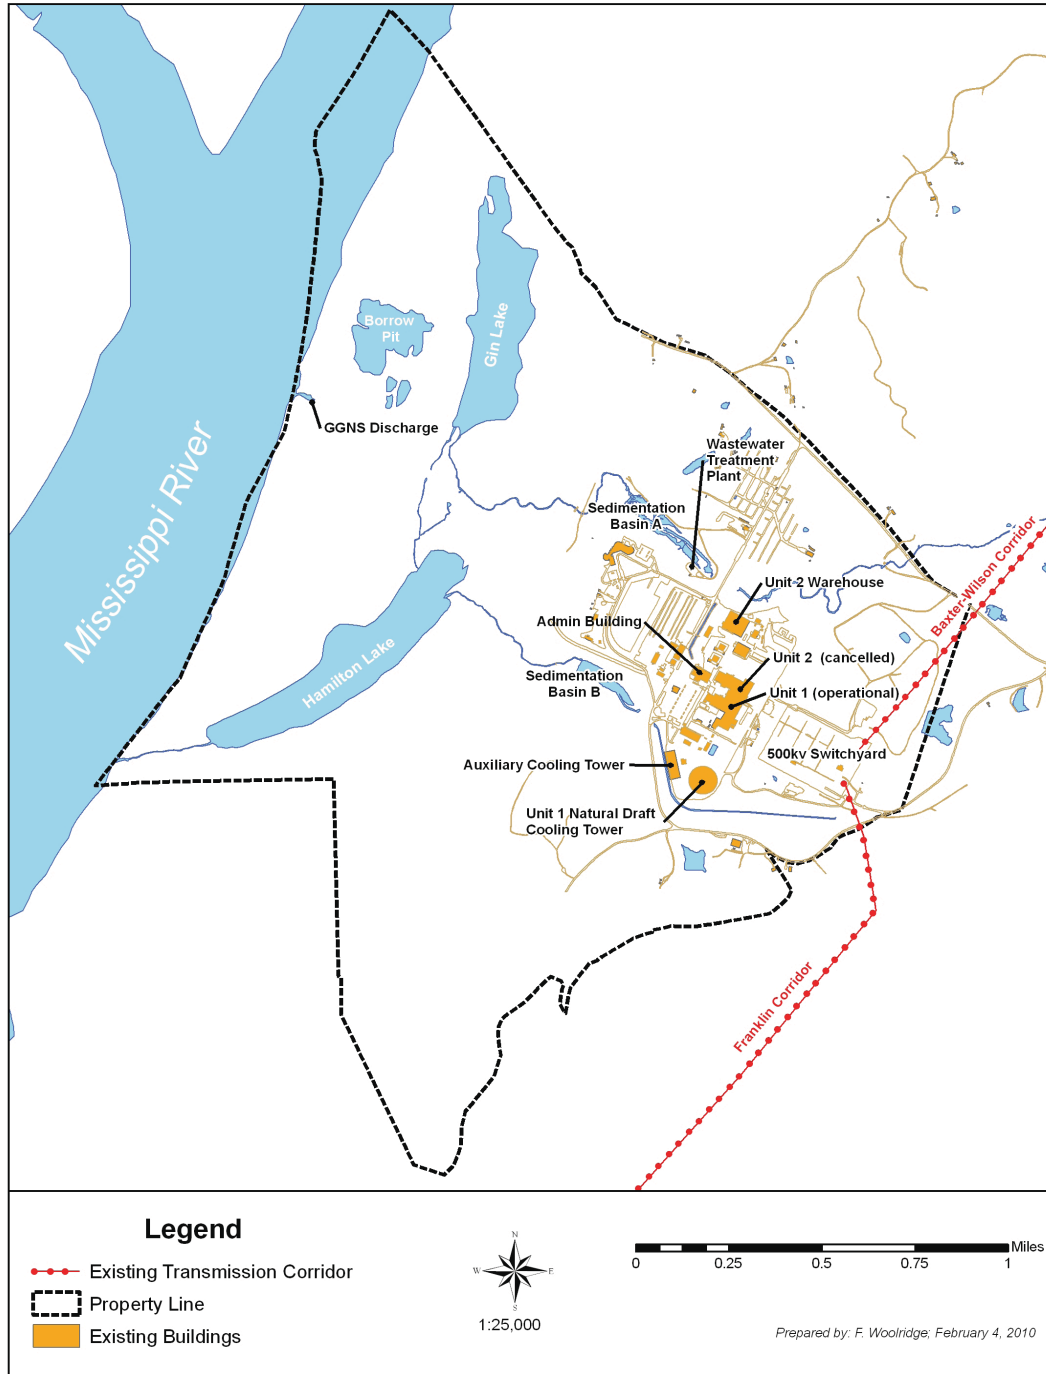 Borrow
Pit
Gin Lake
GGNS Discharge
Mississippi River
Wastewater
Treatment
Plant
Sedimentation
Basin A
Baxter-Wilson Corridor
Unit 2 Warehouse
Admin Building
Hamilton Lake
Unit 2 (cancelled)
Sedimentation
Basin B
Unit 1 (operational)
500kv Switchyard
Auxiliary Cooling Tower
Unit 1 Natural Draft
Cooling Tower
Franklin Corridor
Legend
Existing Transmission Corridor
Property Line
Existing Buildings
N
W
E
S
1:25,000
Miles
0
0.25
0.5
0.75
1
Prepared by: F. Woolridge; February 4, 2010